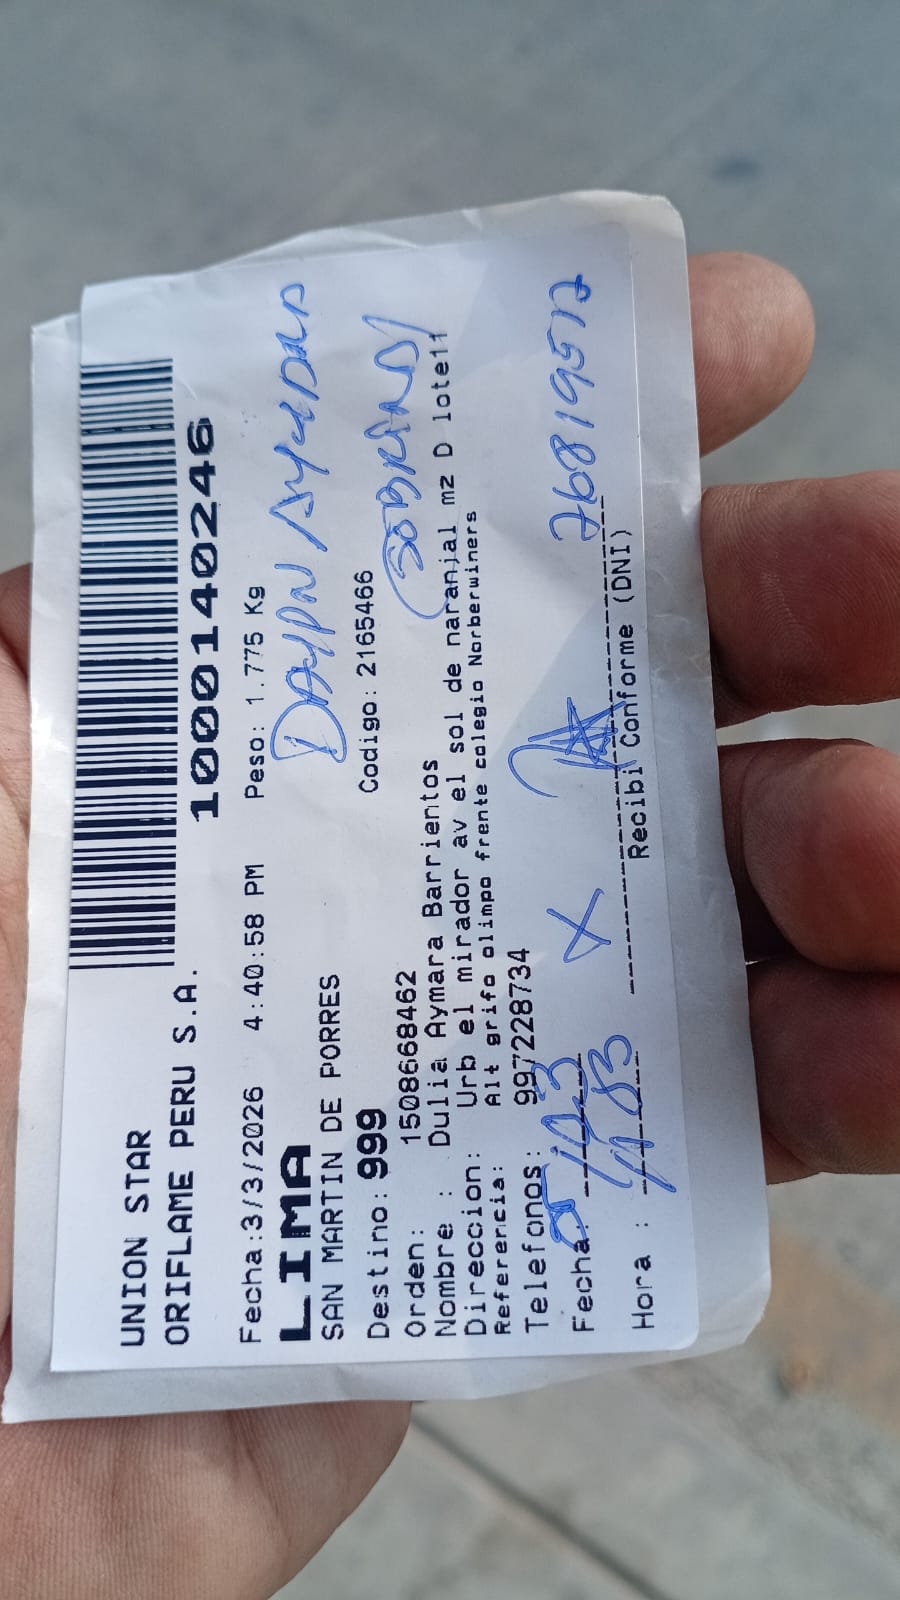 UNION STAR
ORIFLAME PERU S.A.
1000140246
Fecha:3/3/2026 4:40:58 PM Peso: 1.775 Kg
LIMA
SAN MARTIN DE PORRES
Destino: 999 Codigo: 2165466
Orden: 1508668462
Nombre : Dulia Aymara Barrientos
Direccion: Urb el mirador av el sol de naranjal mz D lote11
Referencia: Alt grifo olimpo frente colegio Norberwiners
Telefonos: 997228734
Fecha:
Hora :
Recibi Conforme (DNI)
SOBRINO